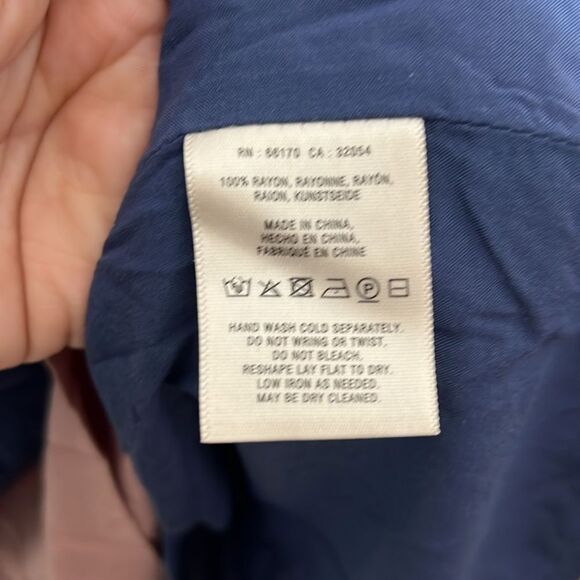 RN : 66170 CA : 32054
100% RAYON, RAYONNE, RAYÓN,
RAION, KUNSTSEIDE
MADE IN CHINA,
HECHO EN CHINA,
FABRIQUÉ EN CHINE
P
HAND WASH COLD SEPARATELY.
DO NOT WRING OR TWIST.
DO NOT BLEACH.
RESHAPE LAY FLAT TO DRY.
LOW IRON AS NEEDED.
MAY BE DRY CLEANED.